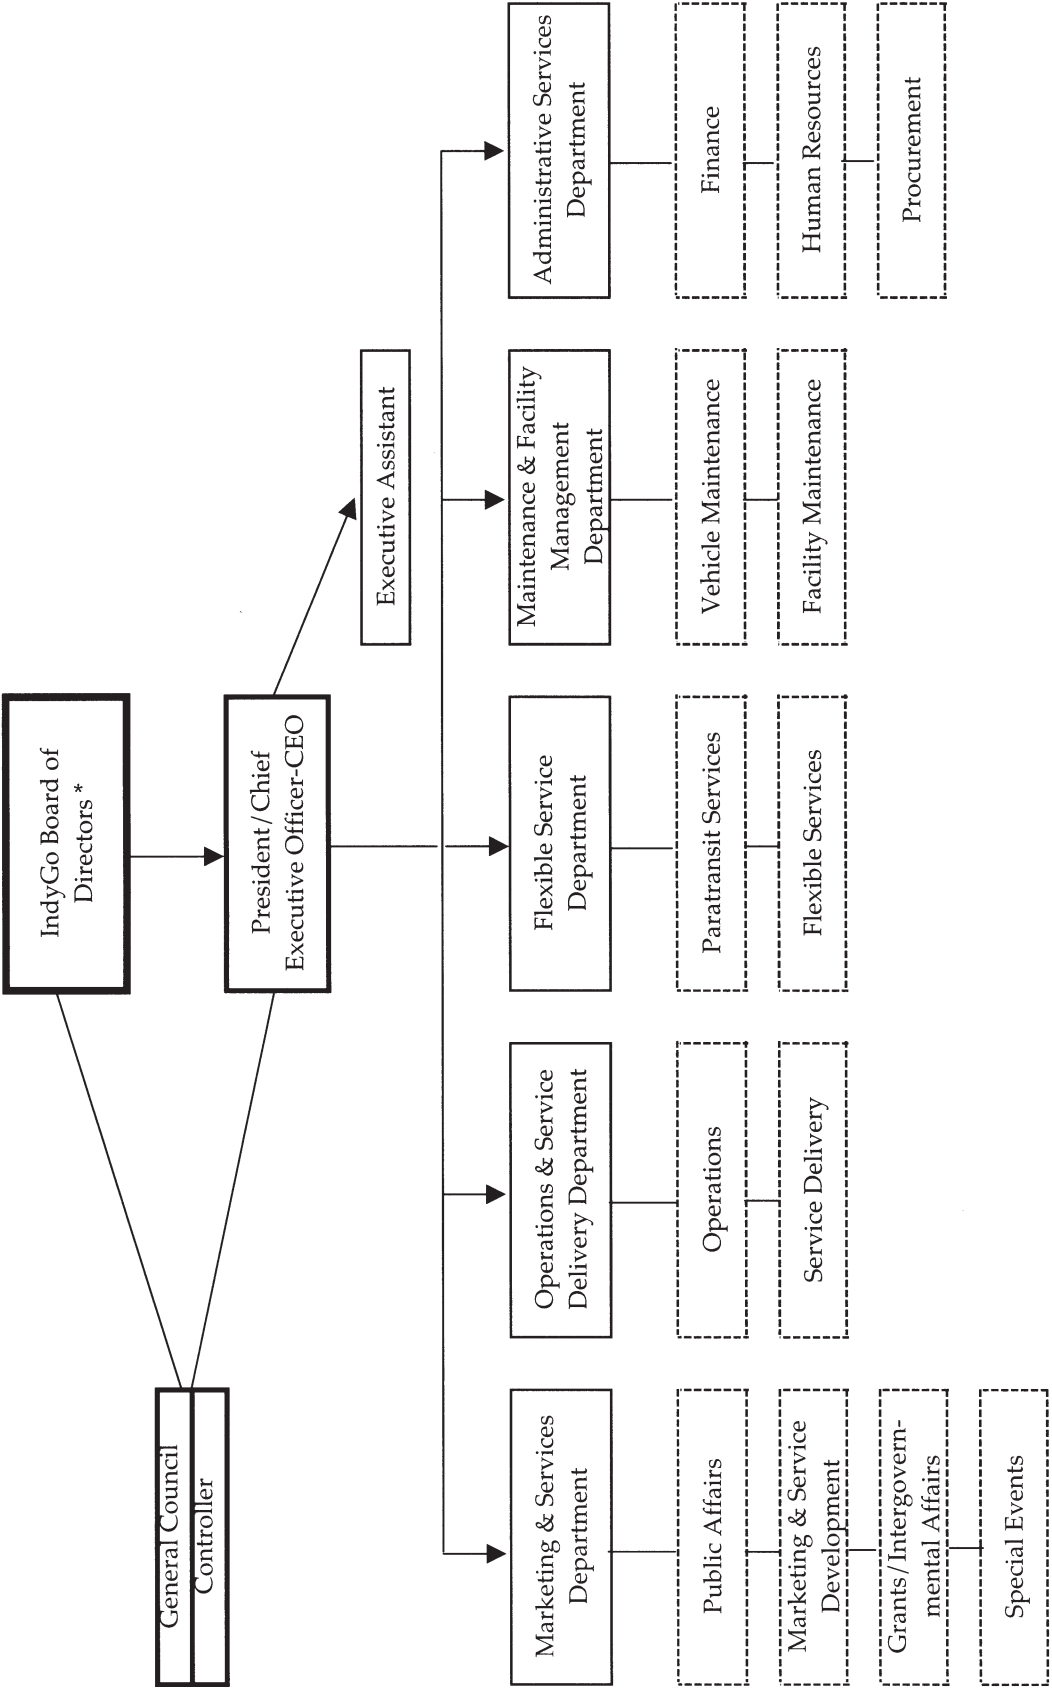 IndyGo Board of
Directors *
General Council
Controller
President/Chief
Executive Officer-CEO
Executive Assistant
Marketing & Services
Department
Operations & Service
Delivery Department
Flexible Service
Department
Maintenance & Facility
Management
Department
Administrative Services
Department
Public Affairs
Operations
Paratransit Services
Vehicle Maintenance
Finance
Marketing & Service
Development
Service Delivery
Flexible Services
Facility Maintenance
Human Resources
Grants/Intergovern-
mental Affairs
Procurement
Special Events